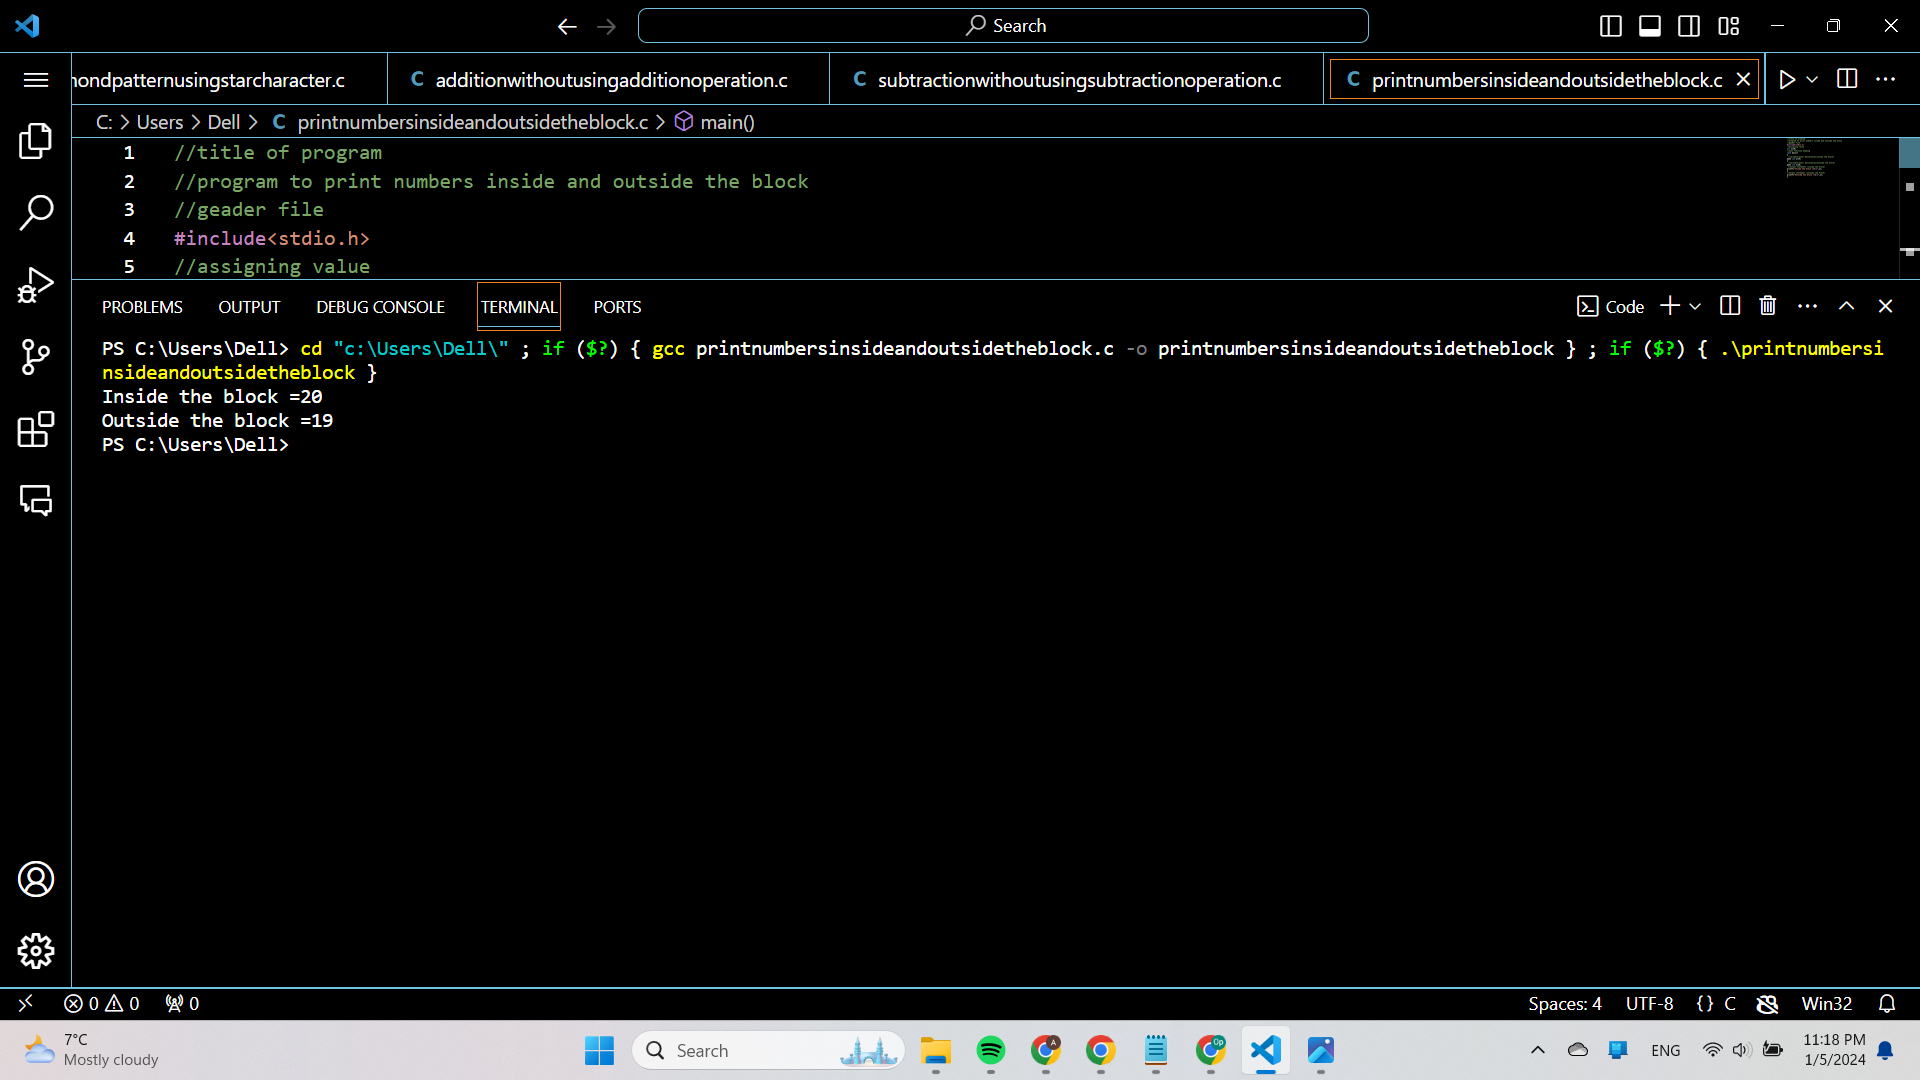 Search
mondpatternusingstarcharacter.c
C additionwithoutusingadditionoperation.c
C subtractionwithoutusingsubtractionoperation.c
C printnumbersinsideandoutsidetheblock.c
C: > Users > Dell > C printnumbersinsideandoutsidetheblock.c > main()
1 //title of program
2 //program to print numbers inside and outside the block
3 //geader file
4 #include<stdio.h>
5 //assigning value
PROBLEMS OUTPUT DEBUG CONSOLE TERMINAL PORTS
Code
PS C:\Users\Dell> cd "c:\Users\Dell\" ; if ($?) { gcc printnumbersinsideandoutsidetheblock.c -o printnumbersinsideandoutsidetheblock } ; if ($?) { .\printnumbersi
nsideandoutsidetheblock }
Inside the block =20
Outside the block =19
PS C:\Users\Dell>
0 0 0
Spaces: 4 UTF-8 {} C Win32
7°C
Mostly cloudy
Search
A
Op
ENG
11:18 PM
1/5/2024